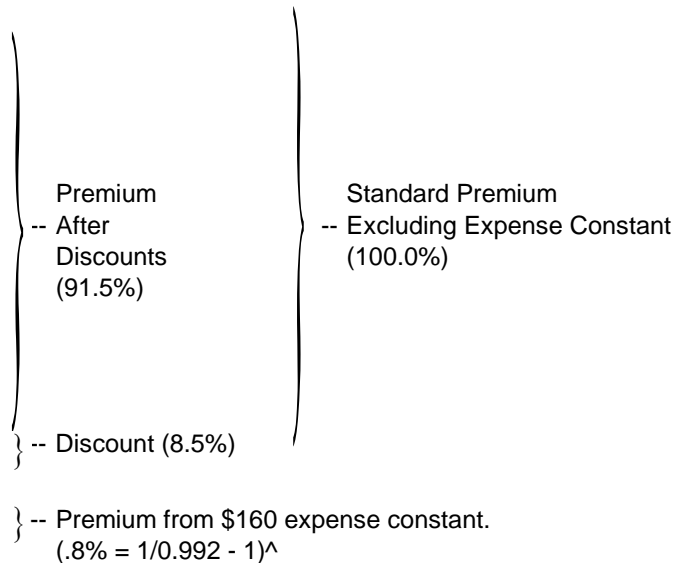 Premium
-- After
Discounts
(91.5%)
Standard Premium
-- Excluding Expense Constant
(100.0%)
-- Discount (8.5%)
-- Premium from $160 expense constant.
(.8% = 1/0.992 - 1)^